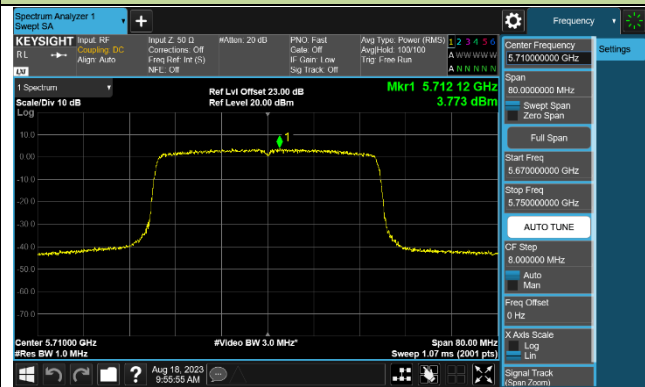 Spectrum Analyzer 1
Swept SA
Frequency
KEYSIGHT
RL
LXI
Input: RF
Coupling: DC
Align: Auto
Input Z: 50 Ω
Corrections: Off
Freq Ref: Int (S)
NFE: Off
#Atten: 20 dB
PNO: Fast
Gate: Off
IF Gain: Low
Sig Track: Off
Avg Type: Power (RMS)
Avg|Hold: 100/100
Trig: Free Run
1 2 3 4 5 6
A W W W W W
A N N N N N
1 Spectrum
Scale/Div 10 dB
Log
Ref Lvl Offset 23.00 dB
Ref Level 20.00 dBm
Mkr1 5.712 12 GHz
3.773 dBm
1
10.0
0.00
-10.0
-20.0
-30.0
-40.0
-50.0
-60.0
-70.0
Center 5.71000 GHz
#Res BW 1.0 MHz
#Video BW 3.0 MHz*
Span 80.00 MHz
Sweep 1.07 ms (2001 pts)
Aug 18, 2023
9:55:55 AM
Center Frequency
5.710000000 GHz
Settings
Span
80.0000000 MHz
Swept Span
Zero Span
Full Span
Start Freq
5.670000000 GHz
Stop Freq
5.750000000 GHz
AUTO TUNE
CF Step
8.000000 MHz
Auto
Man
Freq Offset
0 Hz
X Axis Scale
Log
Lin
Signal Track
(Span Zoom)